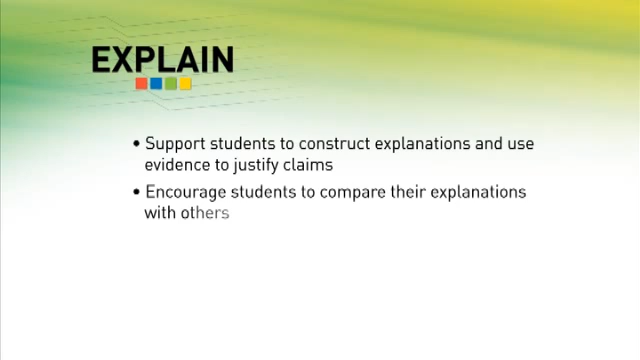 EXPLAIN
• Support students to construct explanations and use
evidence to justify claims
• Encourage students to compare their explanations
with others